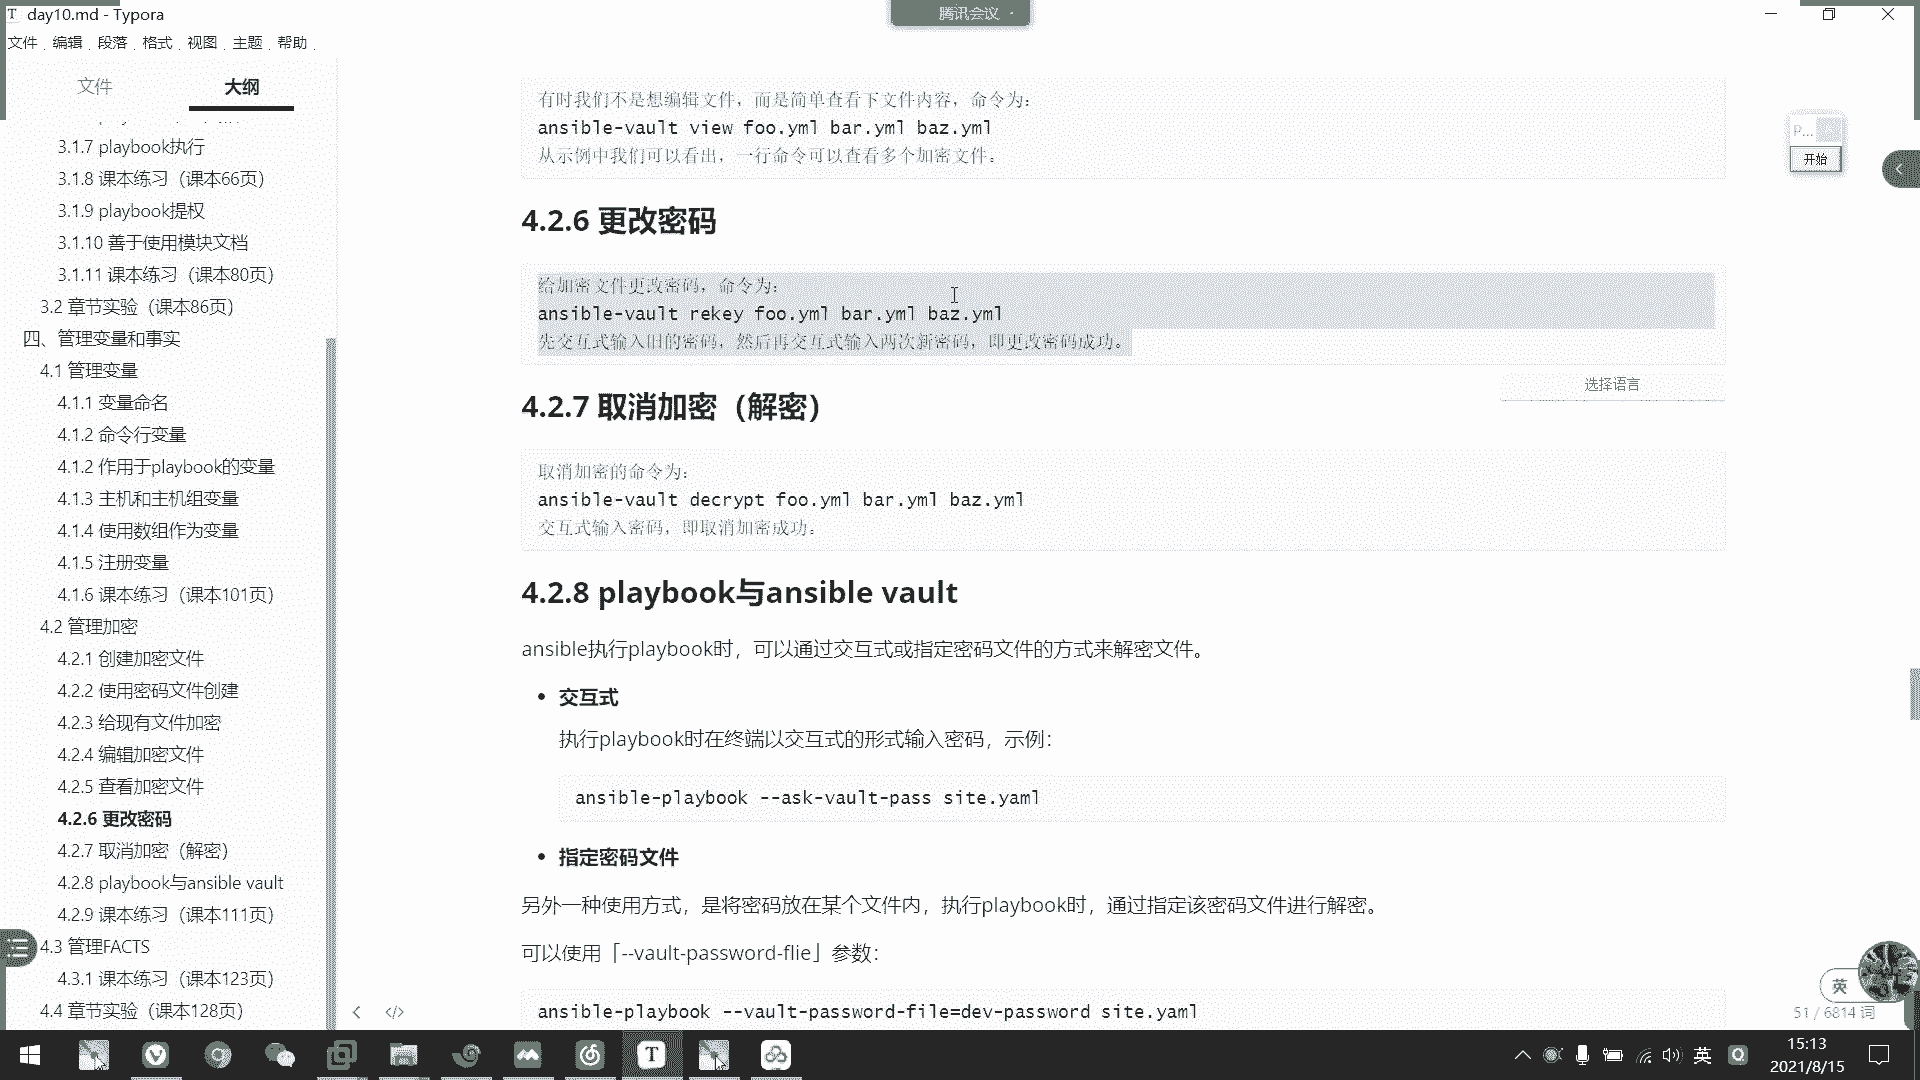 day10.md - Typora
腾讯会议
文件 编辑 段落 格式 视图 主题 帮助
文件 大纲
3.1.7 playbook执行
3.1.8 课本练习（课本66页）
3.1.9 playbook提权
3.1.10 善于使用模块文档
3.1.11 课本练习（课本80页）
3.2 章节实验（课本86页）
四、管理变量和事实
4.1 管理变量
4.1.1 变量命名
4.1.2 命令行变量
4.1.2 作用于playbook的变量
4.1.3 主机和主机组变量
4.1.4 使用数组作为变量
4.1.5 注册变量
4.1.6 课本练习（课本101页）
4.2 管理加密
4.2.1 创建加密文件
4.2.2 使用密码文件创建
4.2.3 给现有文件加密
4.2.4 编辑加密文件
4.2.5 查看加密文件
4.2.6 更改密码
4.2.7 取消加密（解密）
4.2.8 playbook与ansible vault
4.2.9 课本练习（课本111页）
4.3 管理FACTS
4.3.1 课本练习（课本123页）
4.4 章节实验（课本128页）
有时我们不是想编辑文件，而是简单查看下文件内容，命令为：
ansible-vault view foo.yml bar.yml baz.yml
从示例中我们可以看出，一行命令可以查看多个加密文件。
4.2.6 更改密码
给加密文件更改密码，命令为：
ansible-vault rekey foo.yml bar.yml baz.yml
先交互式输入旧的密码，然后再交互式输入两次新密码，即更改密码成功。
选择语言
4.2.7 取消加密（解密）
取消加密的命令为：
ansible-vault decrypt foo.yml bar.yml baz.yml
交互式输入密码，即取消加密成功。
4.2.8 playbook与ansible vault
ansible执行playbook时，可以通过交互式或指定密码文件的方式来解密文件。
• 交互式
执行playbook时在终端以交互式的形式输入密码，示例：
ansible-playbook --ask-vault-pass site.yaml
• 指定密码文件
另外一种使用方式，是将密码放在某个文件内，执行playbook时，通过指定该密码文件进行解密。
可以使用「--vault-password-flie」参数：
ansible-playbook --vault-password-file=dev-password site.yaml
P...
开始
英
51 / 6814 词
英
15:13
2021/8/15